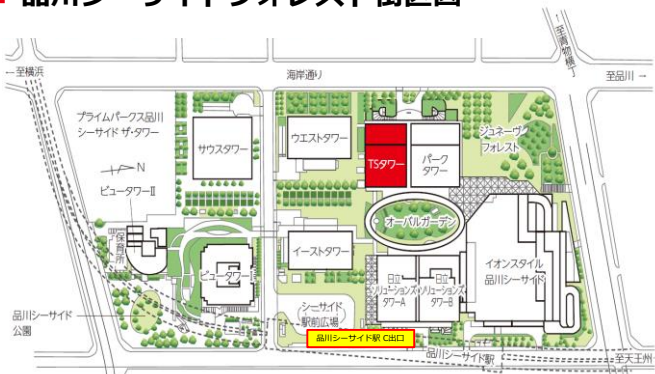 品川シーサイドフォレスト街区図
←至横浜
海岸通り
至青物横丁
至品川→
プライムパークス品川
シーサイド ザ・タワー
サウスタワー
ウエストタワー
TSタワー
パーク
タワー
ジュネーヴ
フォレスト
N
ビュータワーⅡ
保育所
ビュータワーⅠ
イーストタワー
オーバルガーデン
イオンスタイル
品川シーサイド
日立
ソリューションズ
タワーA
日立
ソリューションズ
タワーB
シーサイド
駅前広場
品川シーサイド
公園
品川シーサイド駅 C出口
品川シーサイド駅
→至天王州